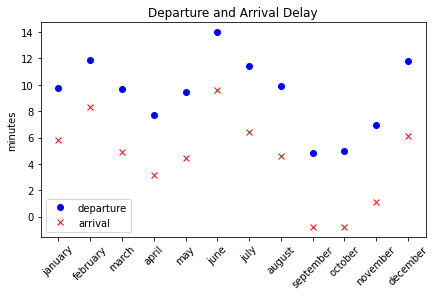 Departure and Arrival Delay
14
12
10
8
6
4
2
0
minutes
departure
arrival
january
february
march
april
may
june
july
august
september
october
november
december